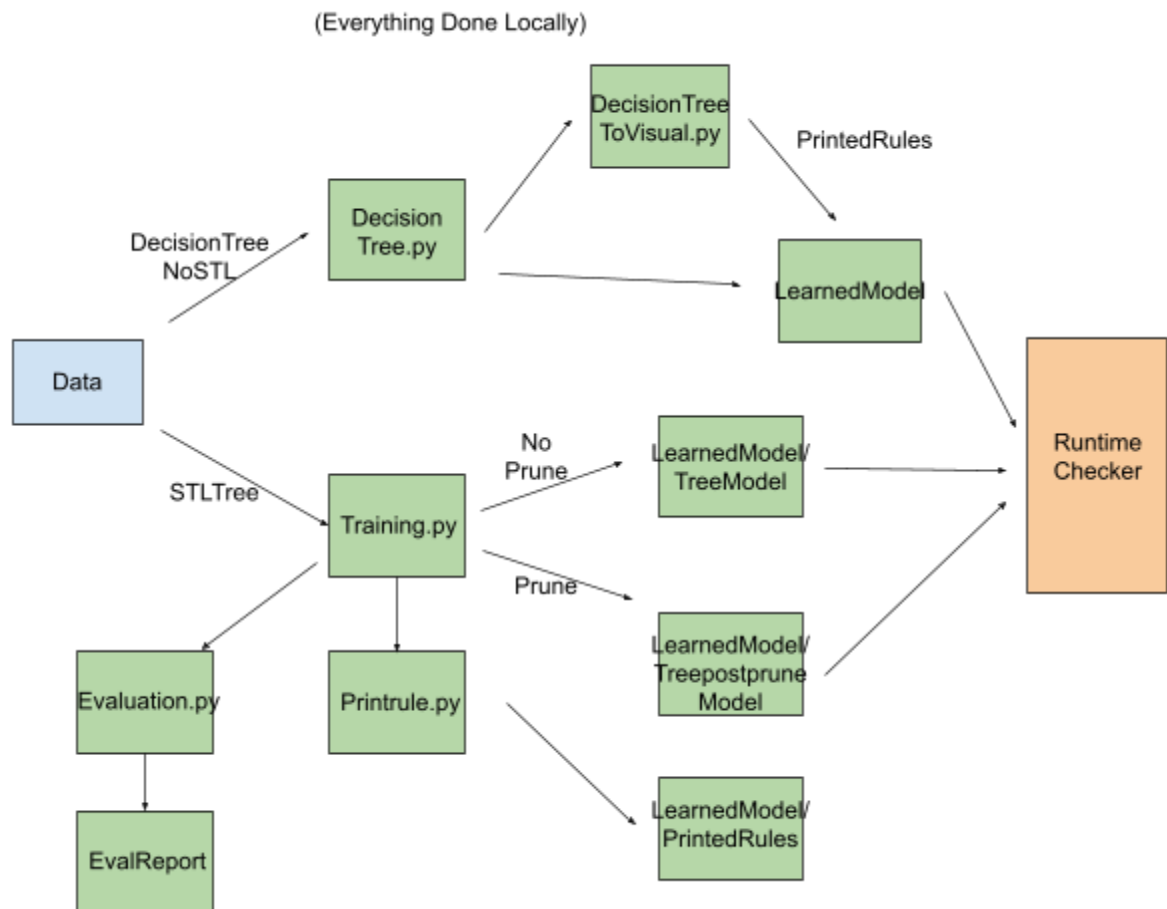 (Everything Done Locally)
DecisionTree
ToVisual.py
PrintedRules
Decision
Tree.py
DecisionTree
NoSTL
LearnedModel
Data
Runtime
Checker
No
Prune
LearnedModel/
TreeModel
STLTree
Training.py
Prune
LearnedModel/
Treepostprune
Model
Evaluation.py
Printrule.py
LearnedModel/
PrintedRules
EvalReport